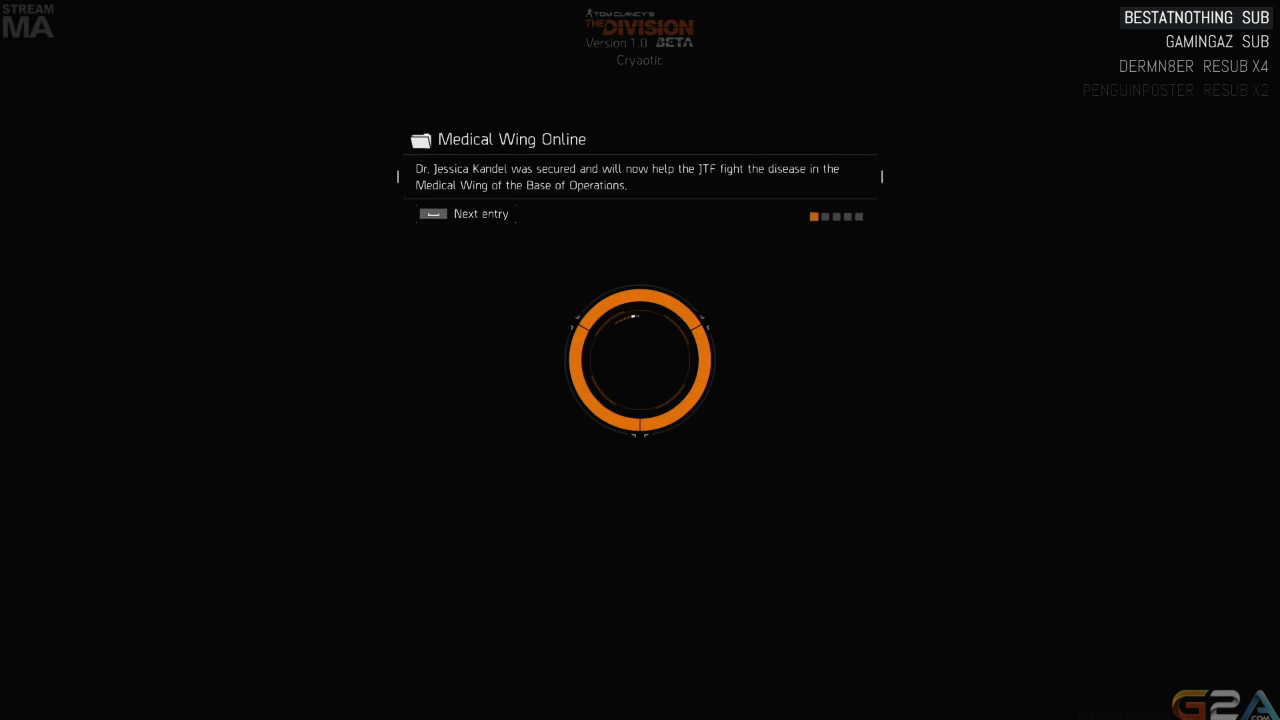 STREAM
MA
TOM CLANCY'S
THE DIVISION
Version 1.0 BETA
Cryaotic
BESTATNOTHING SUB
GAMINGAZ SUB
DERMN8ER RESUB X4
PENGUINPOSTER RESUB X2
Medical Wing Online
Dr. Jessica Kandel was secured and will now help the JTF fight the disease in the
Medical Wing of the Base of Operations.
Next entry
G2A
.COM